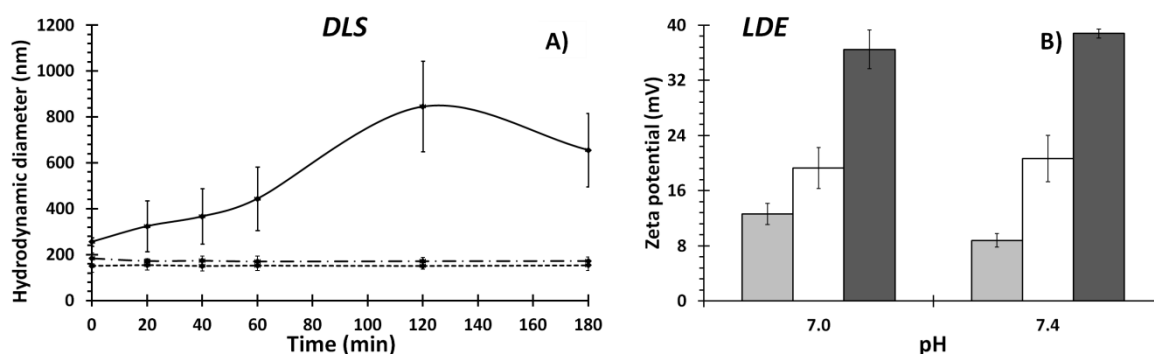 DLS
A)
Hydrodynamic diameter (nm)
1200
1000
800
600
400
200
0
0 20 40 60 80 100 120 140 160 180
Time (min)
LDE
B)
Zeta potential (mV)
40
32
24
16
8
0
7.0 7.4
pH